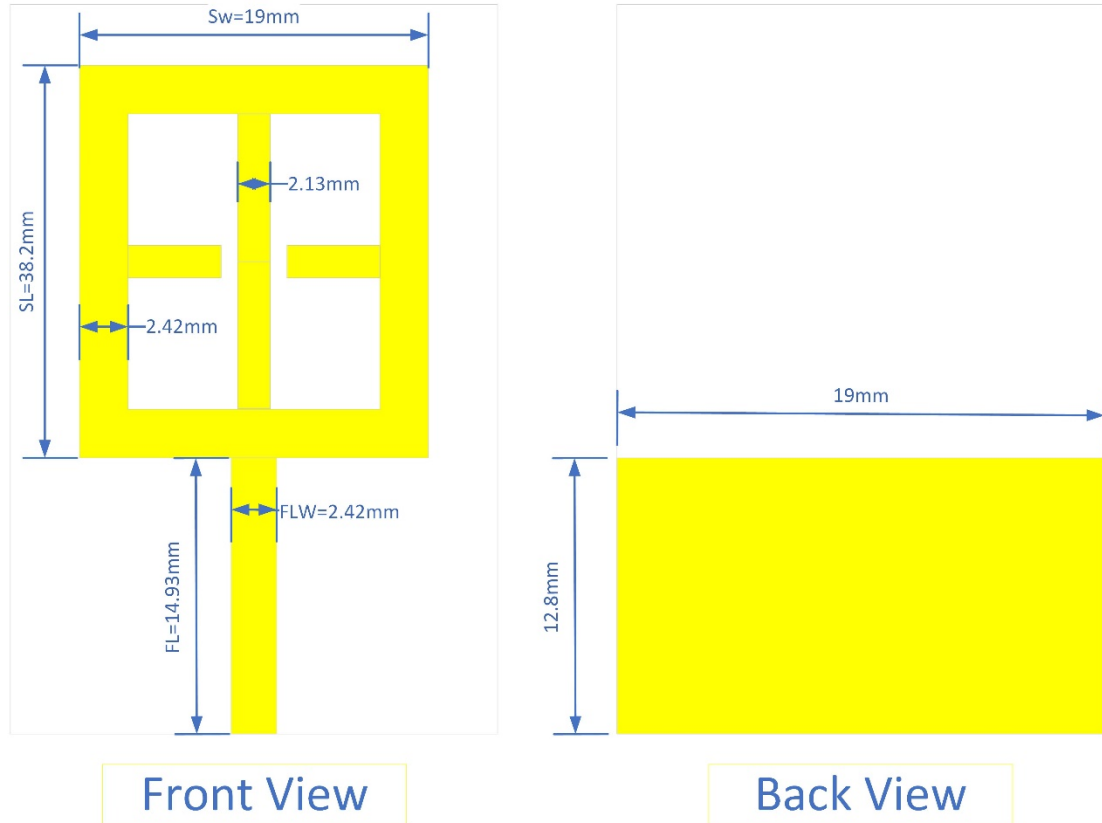 Sw=19mm
SL=38.2mm
2.13mm
2.42mm
FLW=2.42mm
FL=14.93mm
Front View
19mm
12.8mm
Back View